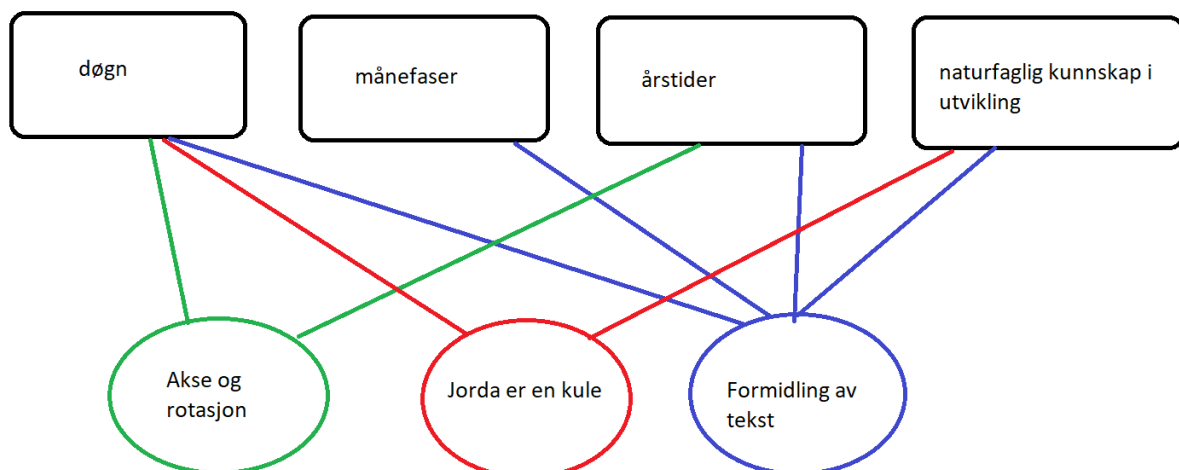 døgn
månefaser
årstider
naturfaglig kunnskap i
utvikling
Akse og
rotasjon
Jorda er en kule
Formidling av
tekst